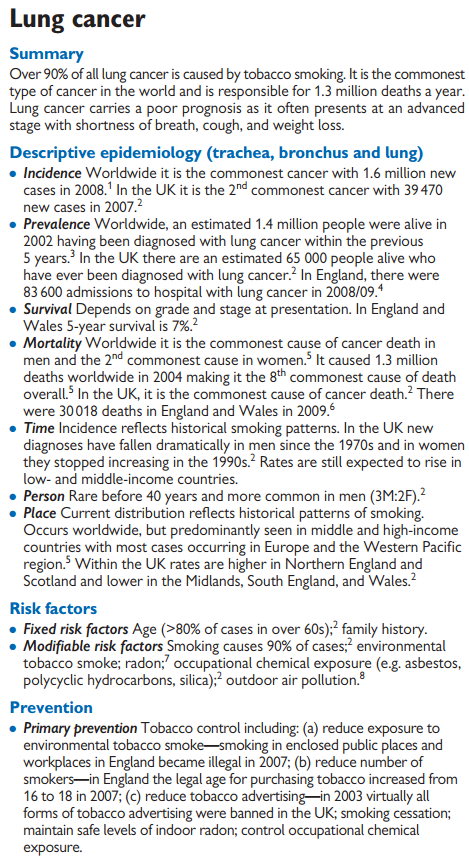 Lung cancer
Summary
Over 90% of all lung cancer is caused by tobacco smoking. It is the commonest
type of cancer in the world and is responsible for 1.3 million deaths a year.
Lung cancer carries a poor prognosis as it often presents at an advanced
stage with shortness of breath, cough, and weight loss.
Descriptive epidemiology (trachea, bronchus and lung)
• Incidence Worldwide it is the commonest cancer with 1.6 million new
cases in 2008.¹ In the UK it is the 2nd commonest cancer with 39 470
new cases in 2007.²
• Prevalence Worldwide, an estimated 1.4 million people were alive in
2002 having been diagnosed with lung cancer within the previous
5 years.³ In the UK there are an estimated 65 000 people alive who
have ever been diagnosed with lung cancer.² In England, there were
83 600 admissions to hospital with lung cancer in 2008/09.⁴
• Survival Depends on grade and stage at presentation. In England and
Wales 5-year survival is 7%.²
• Mortality Worldwide it is the commonest cause of cancer death in
men and the 2nd commonest cause in women.⁵ It caused 1.3 million
deaths worldwide in 2004 making it the 8th commonest cause of death
overall.⁵ In the UK, it is the commonest cause of cancer death.² There
were 30 018 deaths in England and Wales in 2009.⁶
• Time Incidence reflects historical smoking patterns. In the UK new
diagnoses have fallen dramatically in men since the 1970s and in women
they stopped increasing in the 1990s.² Rates are still expected to rise in
low- and middle-income countries.
• Person Rare before 40 years and more common in men (3M:2F).²
• Place Current distribution reflects historical patterns of smoking.
Occurs worldwide, but predominantly seen in middle and high-income
countries with most cases occurring in Europe and the Western Pacific
region.⁵ Within the UK rates are higher in Northern England and
Scotland and lower in the Midlands, South England, and Wales.²
Risk factors
• Fixed risk factors Age (>80% of cases in over 60s);² family history.
• Modifiable risk factors Smoking causes 90% of cases;² environmental
tobacco smoke; radon;⁷ occupational chemical exposure (e.g. asbestos,
polycyclic hydrocarbons, silica);² outdoor air pollution.⁸
Prevention
• Primary prevention Tobacco control including: (a) reduce exposure to
environmental tobacco smoke—smoking in enclosed public places and
workplaces in England became illegal in 2007; (b) reduce number of
smokers—in England the legal age for purchasing tobacco increased from
16 to 18 in 2007; (c) reduce tobacco advertising—in 2003 virtually all
forms of tobacco advertising were banned in the UK; smoking cessation;
maintain safe levels of indoor radon; control occupational chemical
exposure.